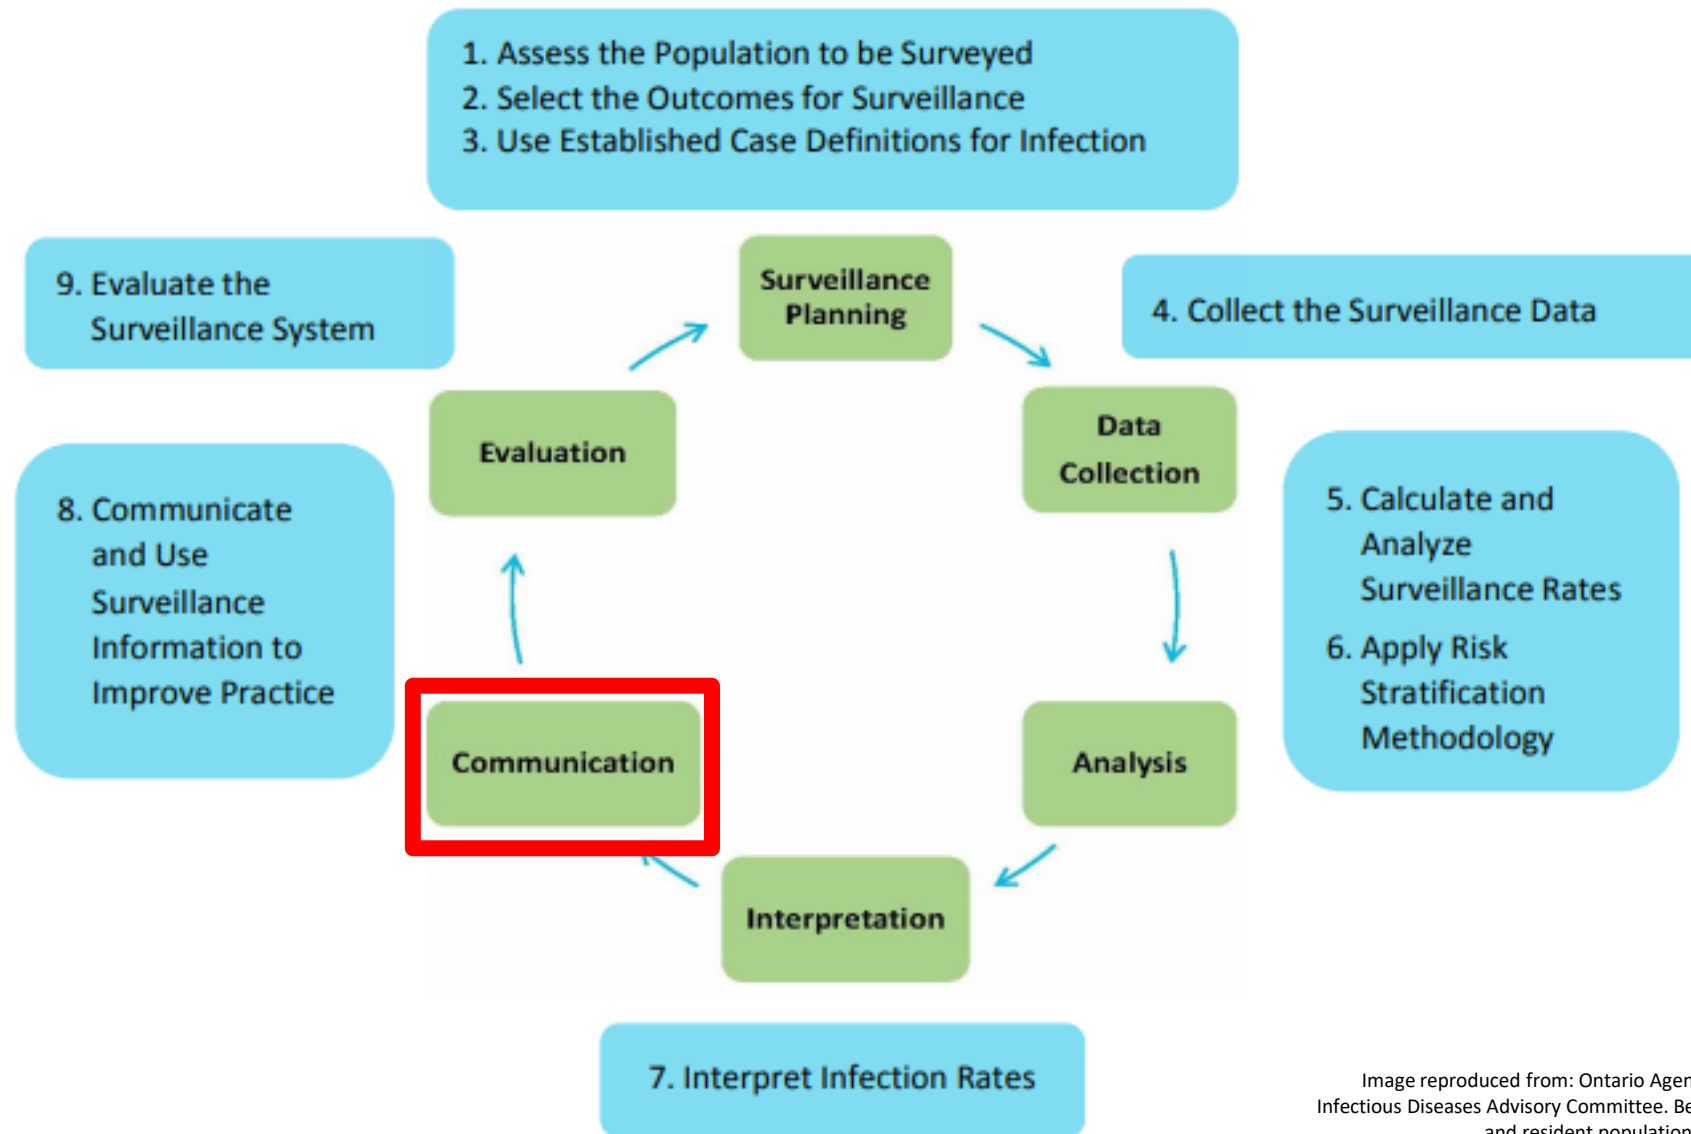 1. Assess the Population to be Surveyed
2. Select the Outcomes for Surveillance
3. Use Established Case Definitions for Infection
9. Evaluate the
Surveillance System
Surveillance
Planning
4. Collect the Surveillance Data
Evaluation
Data
Collection
8. Communicate
and Use
Surveillance
Information to
Improve Practice
5. Calculate and
Analyze
Surveillance Rates
6. Apply Risk
Stratification
Methodology
Communication
Analysis
Interpretation
7. Interpret Infection Rates
Image reproduced from: Ontario
Infectious Diseases Advisory Committee.
and resident